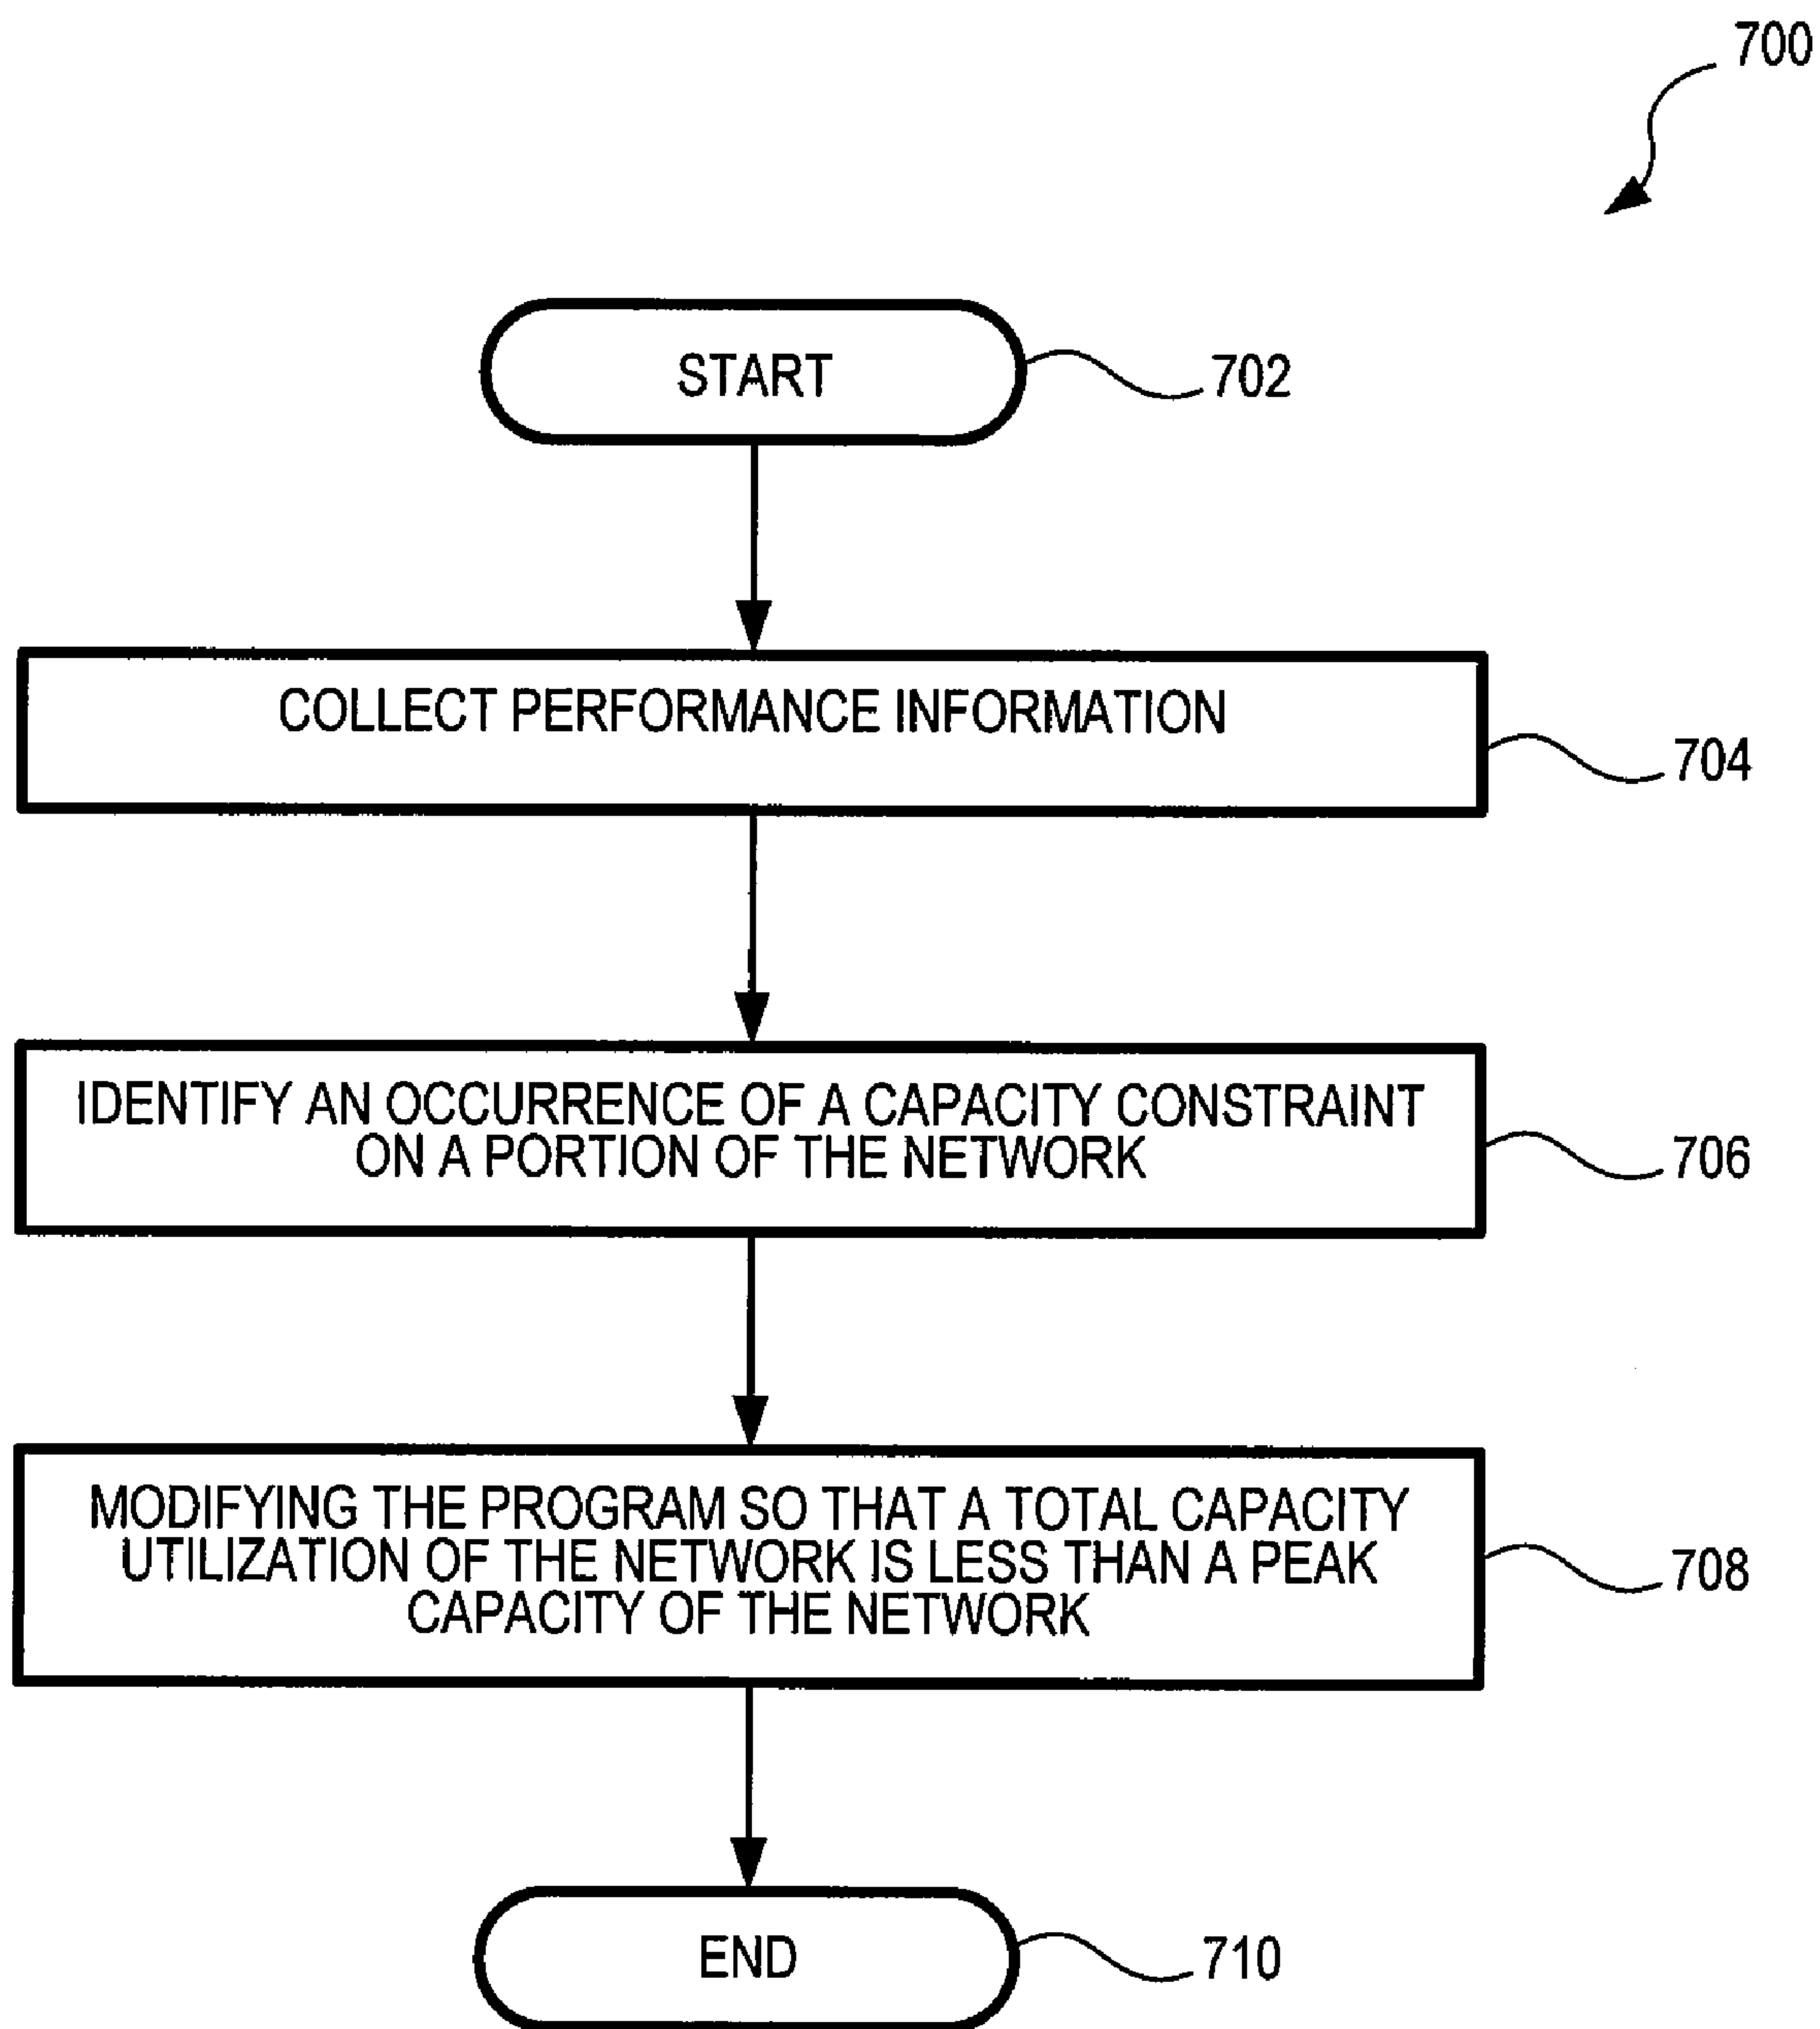 700
START
702
COLLECT PERFORMANCE INFORMATION
704
IDENTIFY AN OCCURRENCE OF A CAPACITY CONSTRAINT
ON A PORTION OF THE NETWORK
706
MODIFYING THE PROGRAM SO THAT A TOTAL CAPACITY
UTILIZATION OF THE NETWORK IS LESS THAN A PEAK
CAPACITY OF THE NETWORK
708
END
710